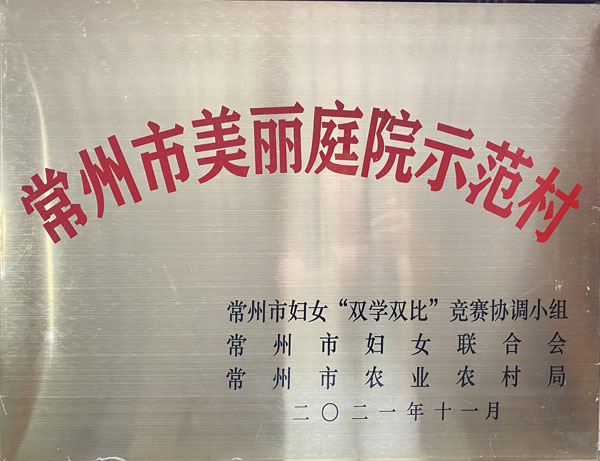 常州市美丽庭院示范村
常州市妇女“双学双比”竞赛协调小组
常州市妇女联合会
常州市农业农村局
二〇二一年十一月